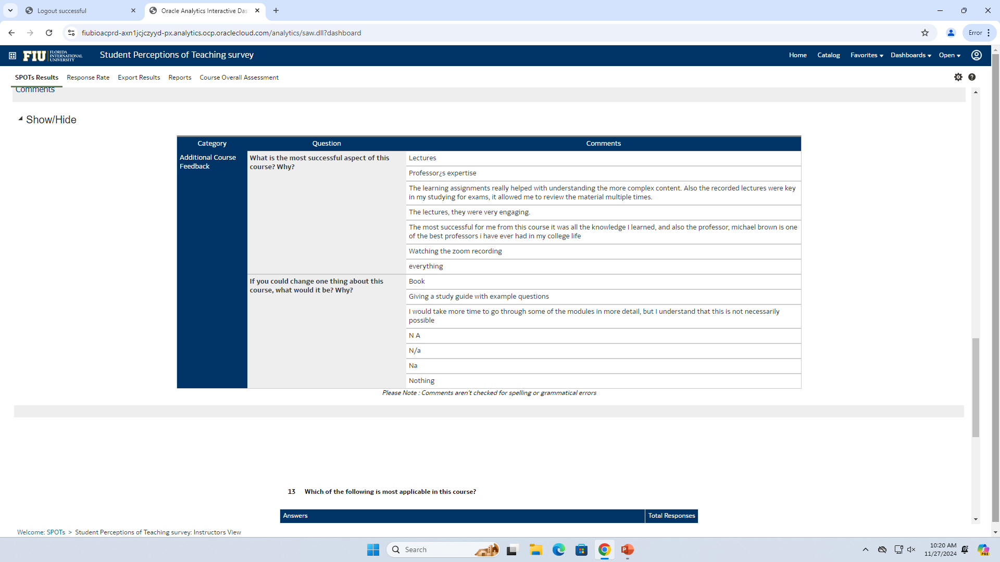 Logout successful
Oracle Analytics Interactive Das
fiubioacprd-axn1jcjczyyd-px.analytics.ocp.oraclecloud.com/analytics/saw.dll?dashboard
Error
FIU FLORIDA INTERNATIONAL UNIVERSITY
Student Perceptions of Teaching survey
Home Catalog Favorites Dashboards Open
SPOTs Results Response Rate Export Results Reports Course Overall Assessment
Comments
Show/Hide
Category Question Comments
Additional Course
Feedback
What is the most successful aspect of this
course? Why?
Lectures
Professor¿s expertise
The learning assignments really helped with understanding the more complex content. Also the recorded lectures were key
in my studying for exams, it allowed me to review the material multiple times.
The lectures, they were very engaging.
The most successful for me from this course it was all the knowledge I learned, and also the professor, michael brown is one
of the best professors i have ever had in my college life
Watching the zoom recording
everything
If you could change one thing about this
course, what would it be? Why?
Book
Giving a study guide with example questions
I would take more time to go through some of the modules in more detail, but I understand that this is not necessarily
possible
N A
N/a
Na
Nothing
Please Note : Comments aren't checked for spelling or grammatical errors
13 Which of the following is most applicable in this course?
Answers Total Responses
Welcome: SPOTs > Student Perceptions of Teaching survey: Instructors View
Search
10:20 AM
11/27/2024
PRE